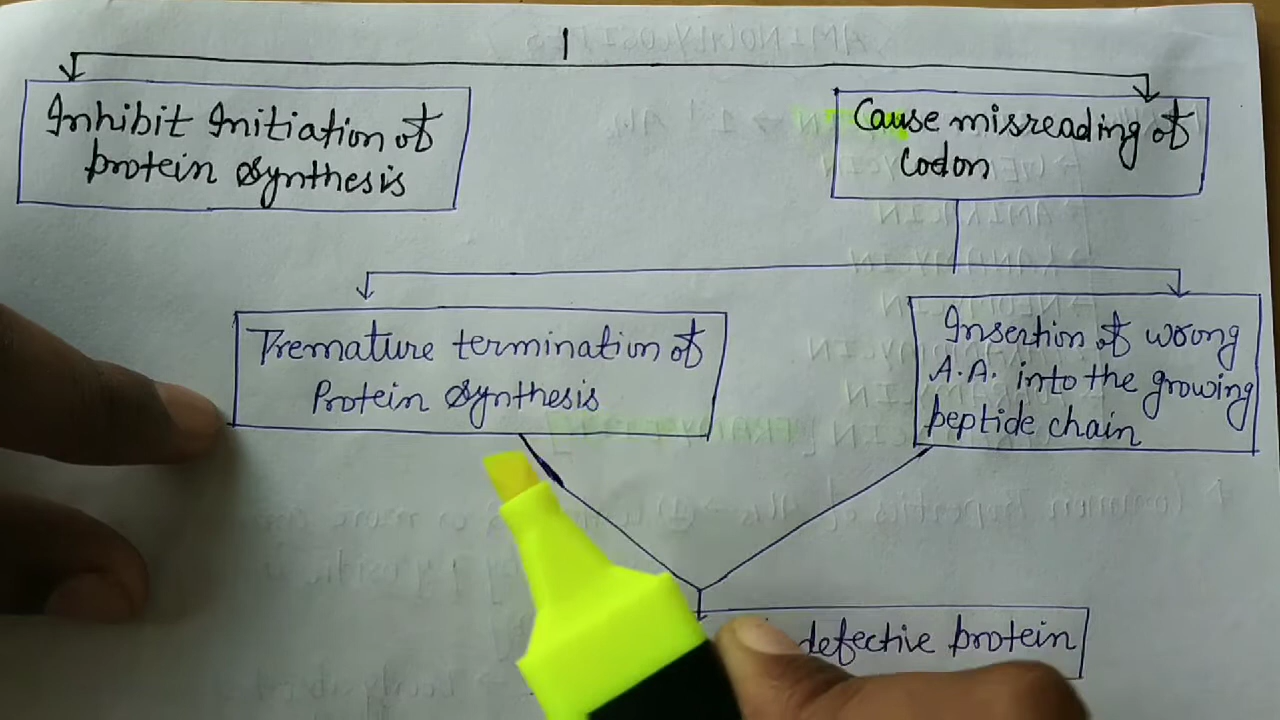 Inhibit Initiation of
protein synthesis
Cause misreading of
Codon
Premature termination of
Protein synthesis
Insertion of wrong
A.A. into the growing
peptide chain
defective protein